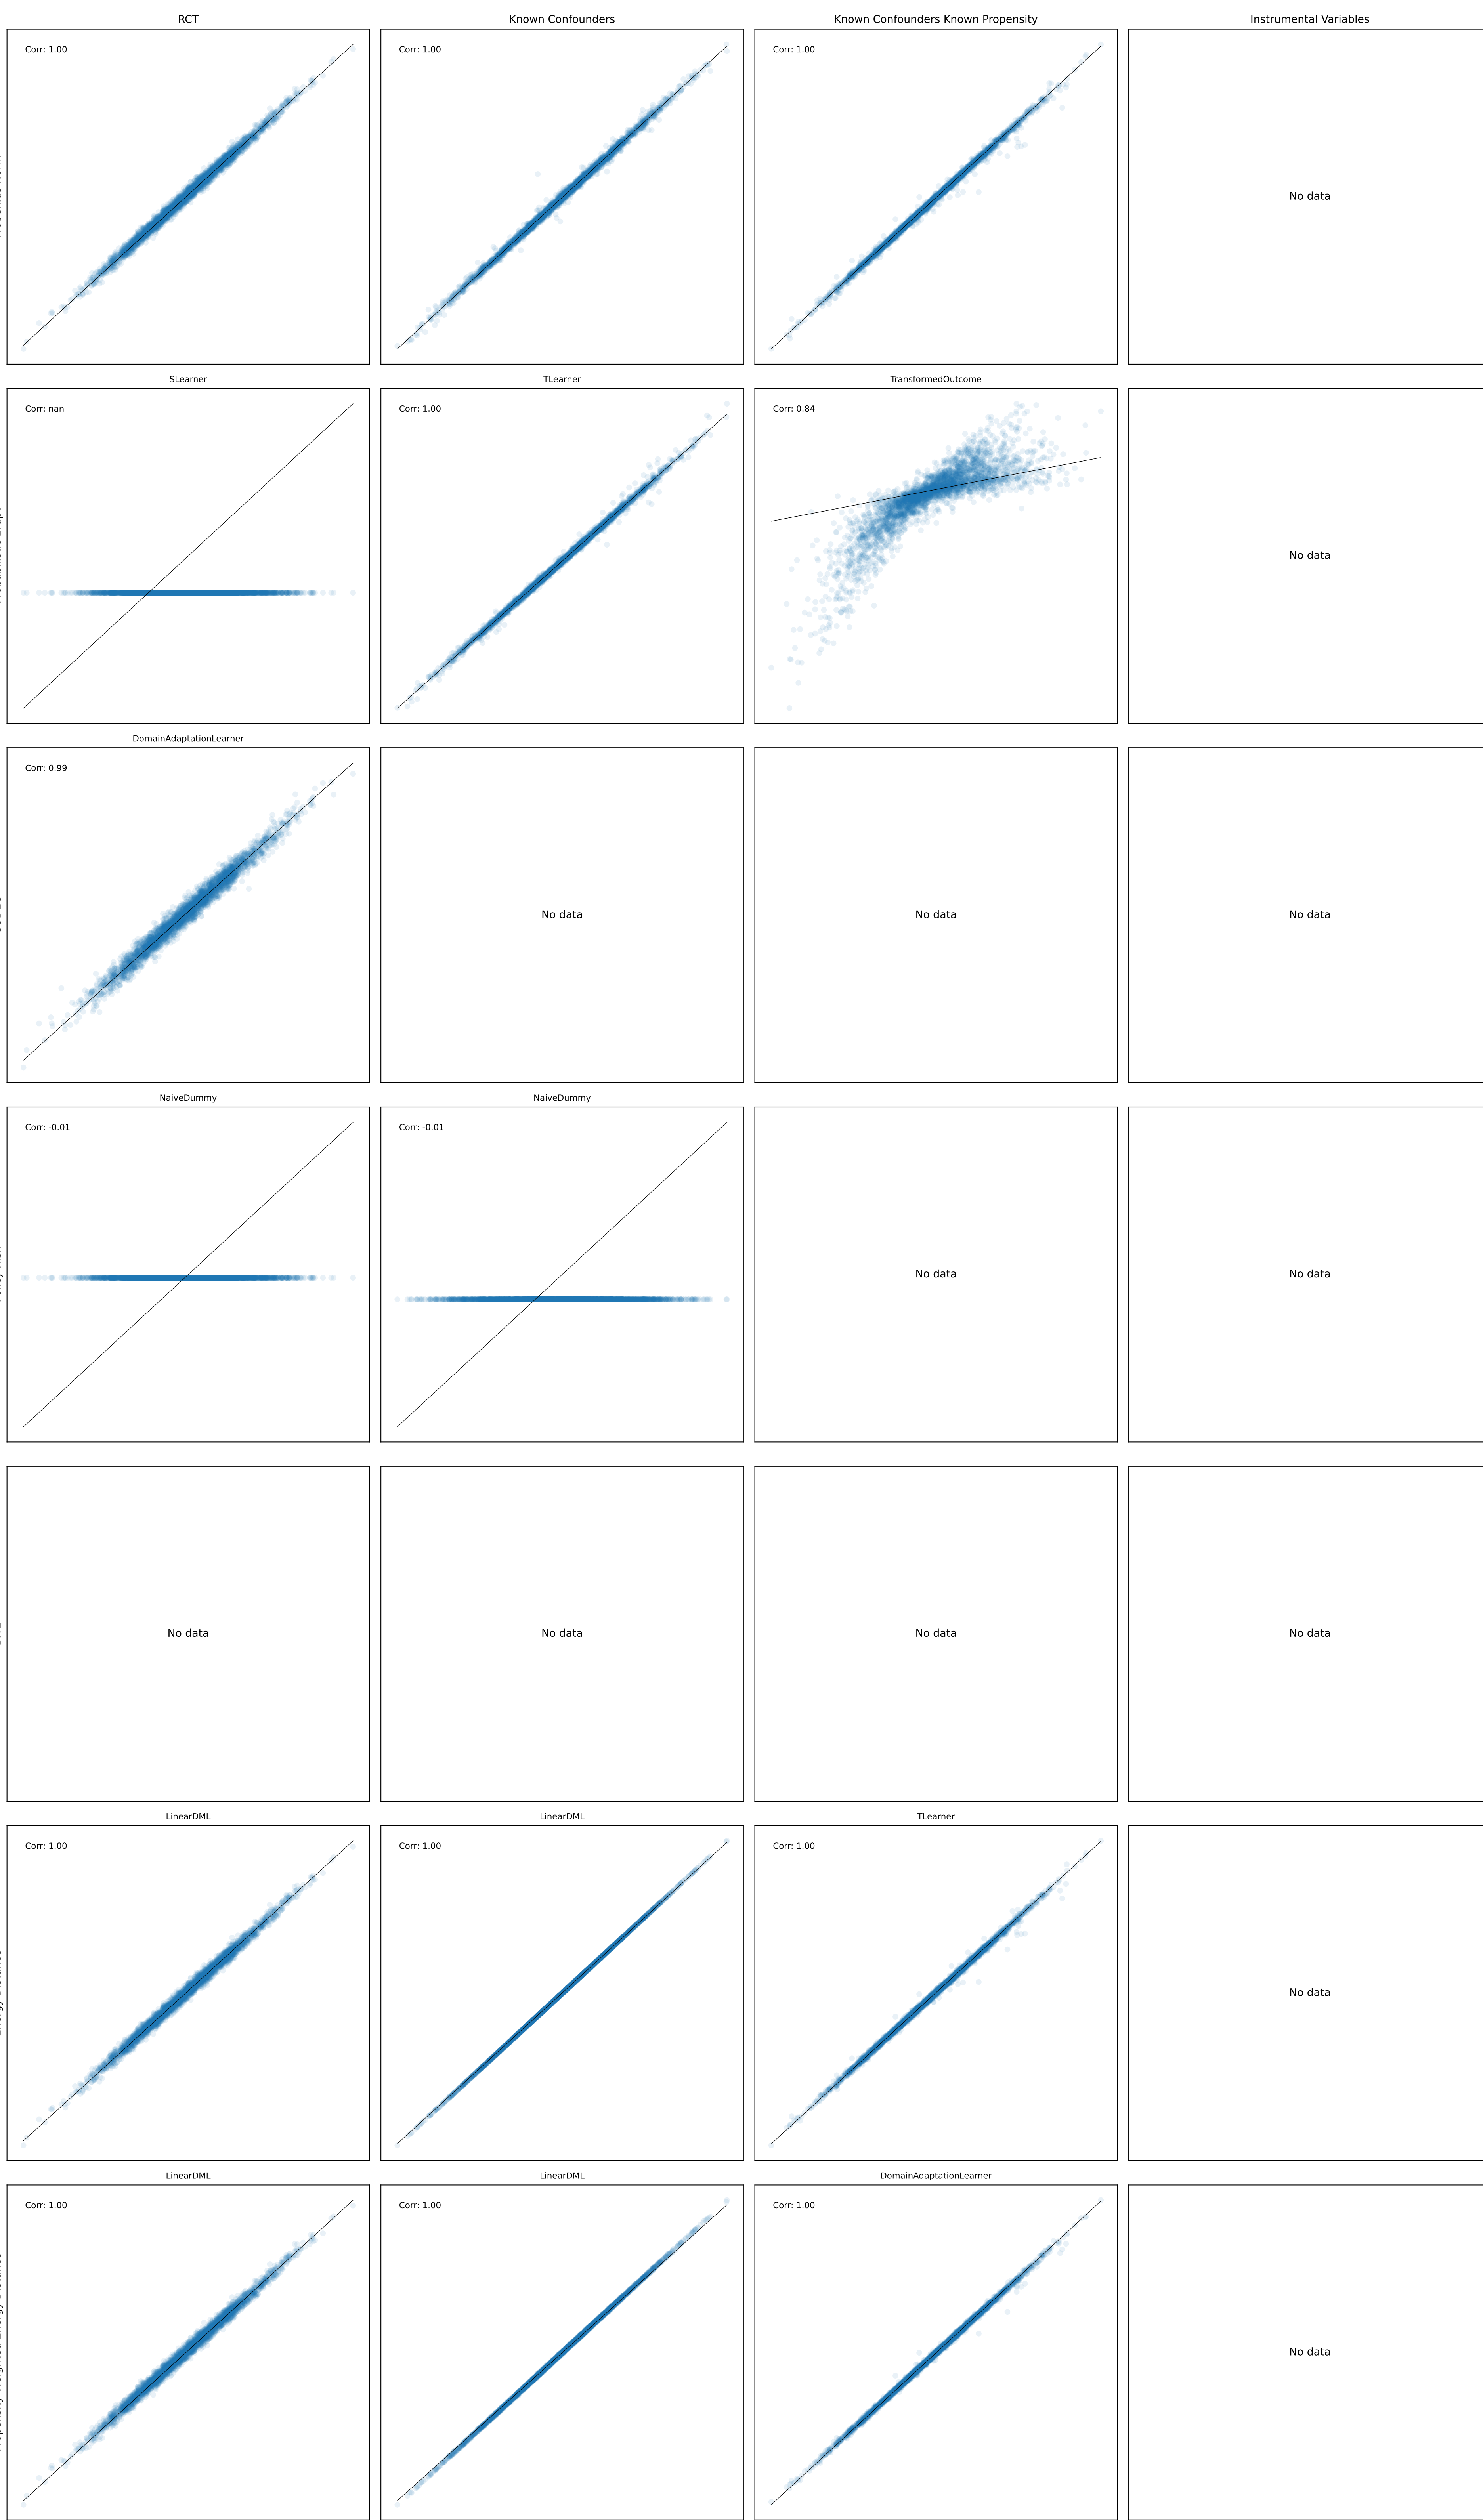 RCT Known Confounders Known Confounders Known Propensity Instrumental Variables
Corr: 1.00 Corr: 1.00 Corr: 1.00
No data
SLearner TLearner TransformedOutcome
Corr: nan Corr: 1.00 Corr: 0.84
No data
DomainAdaptationLearner
Corr: 0.99
No data No data No data
NaiveDummy NaiveDummy
Corr: -0.01 Corr: -0.01
No data No data
No data No data No data No data
LinearDML LinearDML TLearner
Corr: 1.00 Corr: 1.00 Corr: 1.00
No data
LinearDML LinearDML DomainAdaptationLearner
Corr: 1.00 Corr: 1.00 Corr: 1.00
No data